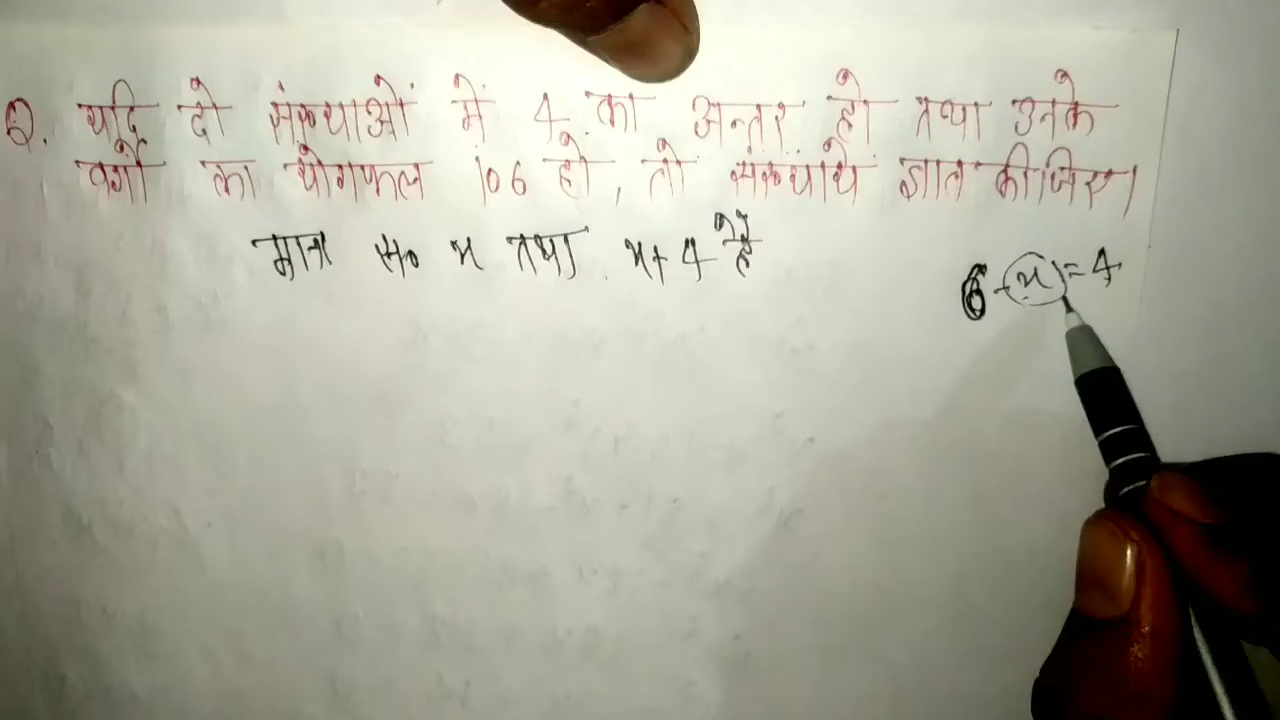 Q. यदि दो संख्याओं में 4 का अन्तर हो तथा उनके
वर्गों का योगफल 106 हो, तो संख्यायें ज्ञात कीजिए।
माना सं० x तथा x+4 है
6-x=4